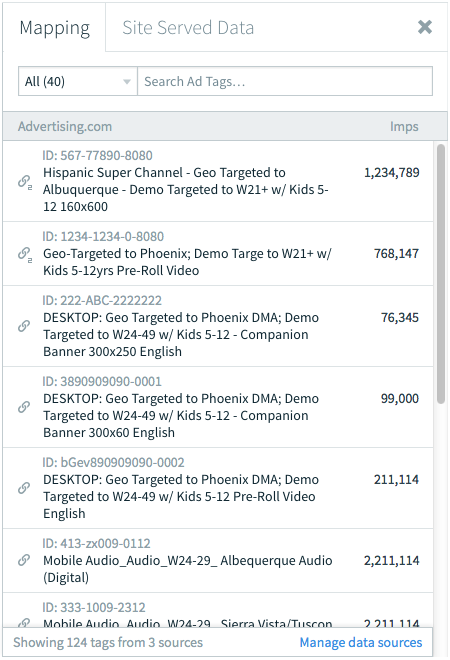 Mapping
Site Served Data
All (40)
Search Ad Tags...
Advertising.com
Imps
ID: 567-77890-8080
Hispanic Super Channel - Geo Targeted to
Albuquerque - Demo Targeted to W21+ w/ Kids 5-
12 160x600
1,234,789
2
ID: 1234-1234-0-8080
Geo-Targeted to Phoenix; Demo Targe to W21+ w/
Kids 5-12yrs Pre-Roll Video
768,147
2
ID: 222-ABC-2222222
DESKTOP: Geo Targeted to Phoenix DMA; Demo
Targeted to W24-49 w/ Kids 5-12 - Companion
Banner 300x250 English
76,345
ID: 3890909090-0001
DESKTOP: Geo Targeted to Phoenix DMA; Demo
Targeted to W24-49 w/ Kids 5-12 - Companion
Banner 300x60 English
99,000
ID: bGev890909090-0002
DESKTOP: Geo Targeted to Phoenix DMA; Demo
Targeted to W24-49 w/ Kids 5-12 Pre-Roll Video
English
211,114
ID: 413-zx009-0112
Mobile Audio_Audio_W24-29_ Albequerque Audio
(Digital)
2,211,114
ID: 333-1009-2312
Mobile Audio_Audio_W24-29_ Sierra Vista/Tuscon
2,211,114
Showing 124 tags from 3 sources
Manage data sources